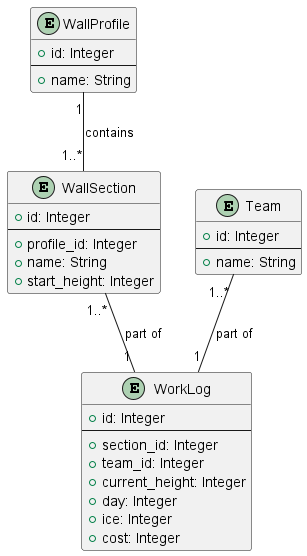 E WallProfile
id: Integer
name: String
1
contains
1..*
E WallSection
id: Integer
profile_id: Integer
name: String
start_height: Integer
E Team
id: Integer
name: String
1..*
part of
1
1..*
part of
1
E WorkLog
id: Integer
section_id: Integer
team_id: Integer
current_height: Integer
day: Integer
ice: Integer
cost: Integer